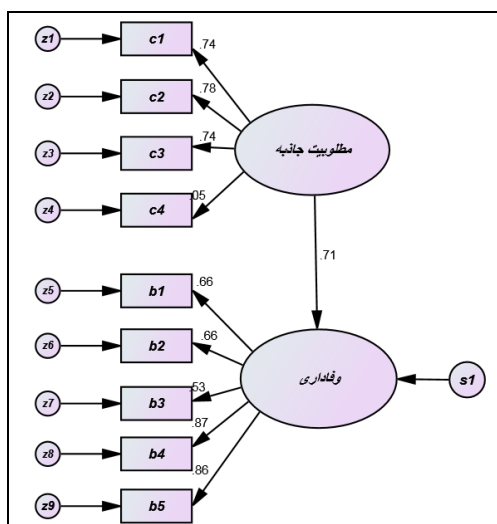 z1
c1
.74
z2
c2
.78
z3
c3
.74
مطلوبیت جاذبه
z4
c4
.05
.71
z5
b1
.66
z6
b2
.66
z7
b3
.53
وفاداری
s1
z8
b4
.87
z9
b5
.86